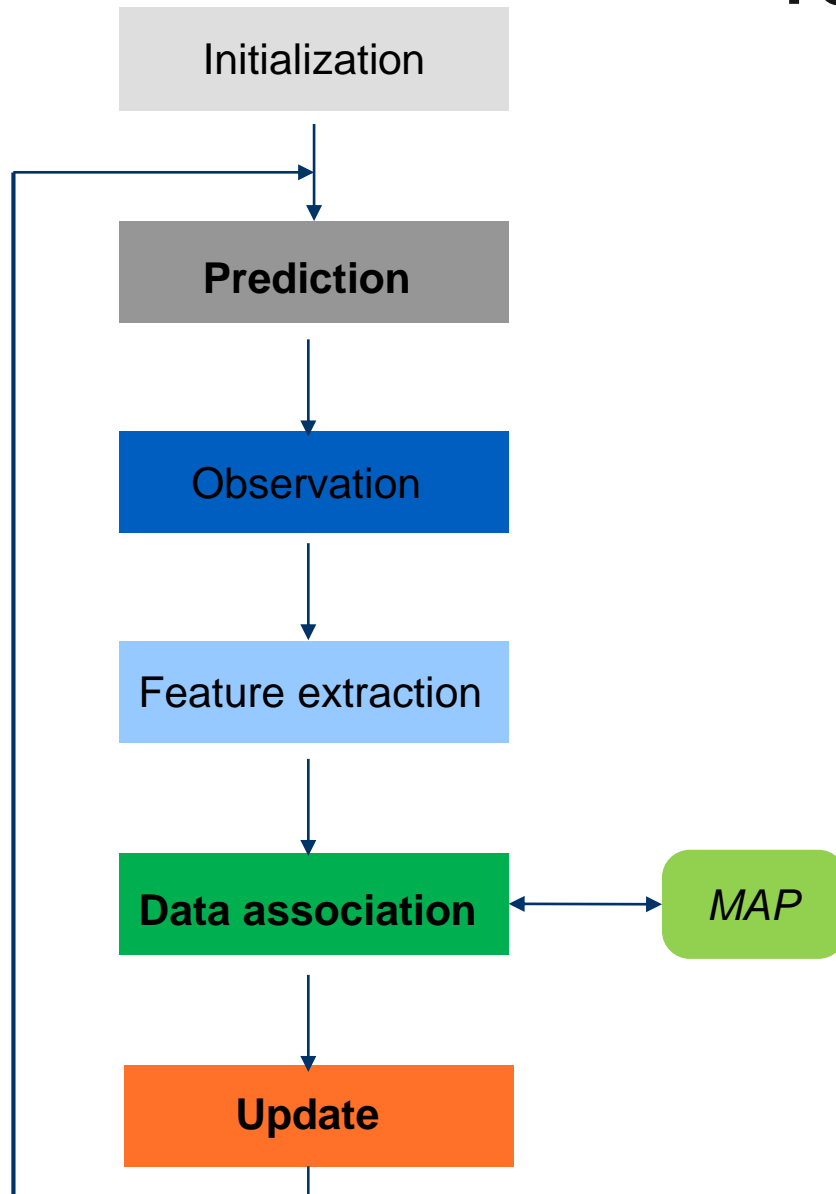 Initialization
Prediction
Observation
Feature extraction
Data association
MAP
Update